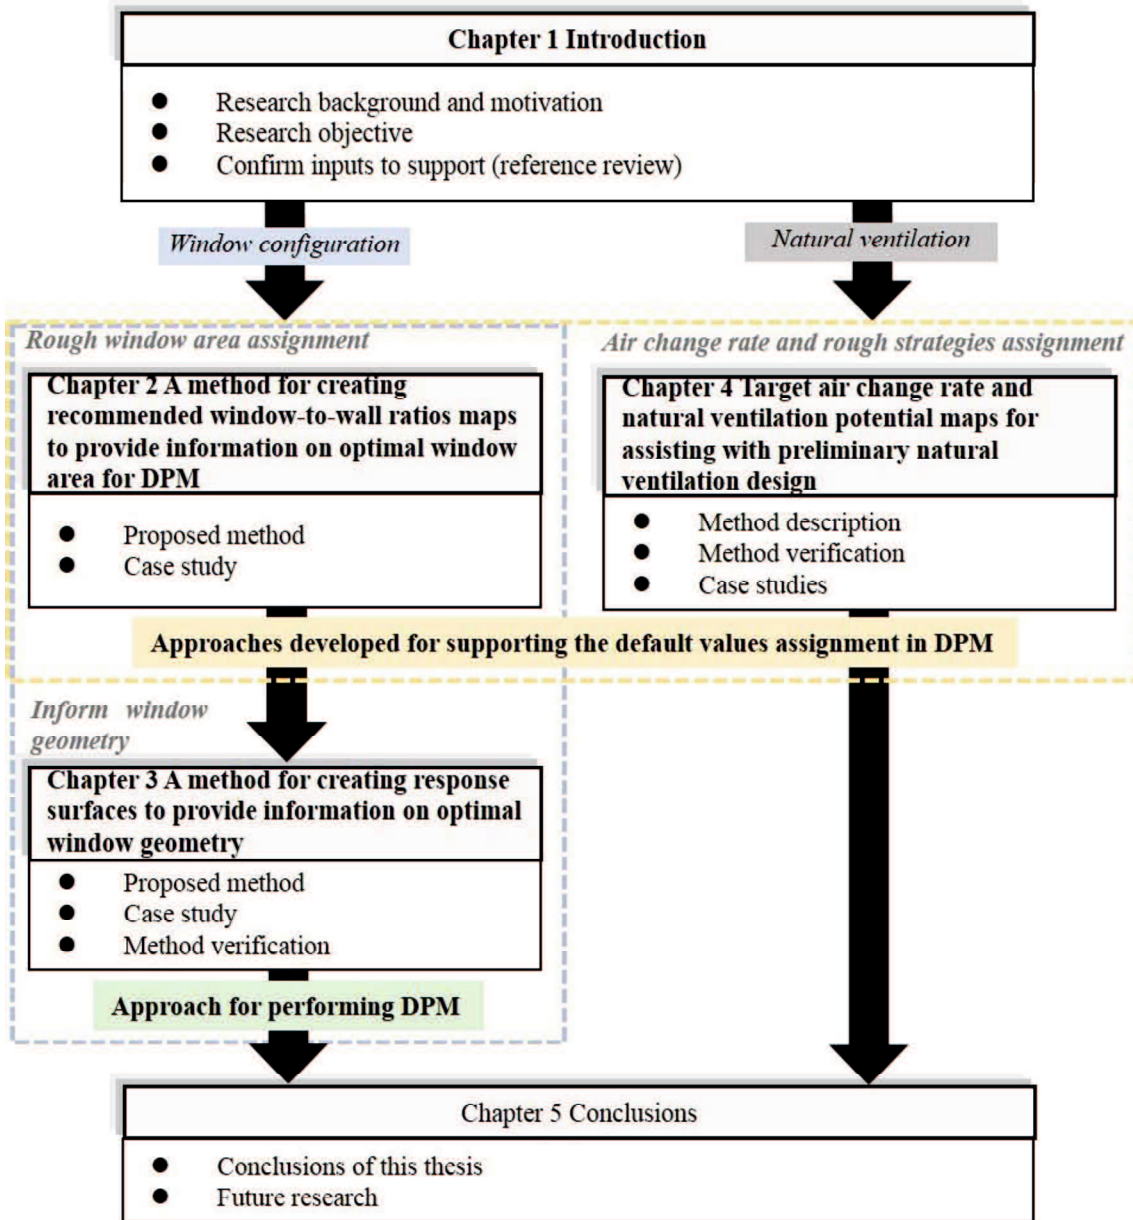 Chapter 1 Introduction
● Research background and motivation
● Research objective
● Confirm inputs to support (reference review)
Window configuration
Natural ventilation
Rough window area assignment
Chapter 2 A method for creating
recommended window-to-wall ratios maps
to provide information on optimal window
area for DPM
● Proposed method
● Case study
Air change rate and rough strategies assignment
Chapter 4 Target air change rate and
natural ventilation potential maps for
assisting with preliminary natural
ventilation design
● Method description
● Method verification
● Case studies
Approaches developed for supporting the default values assignment in DPM
Inform window
geometry
Chapter 3 A method for creating response
surfaces to provide information on optimal
window geometry
● Proposed method
● Case study
● Method verification
Approach for performing DPM
Chapter 5 Conclusions
● Conclusions of this thesis
● Future research